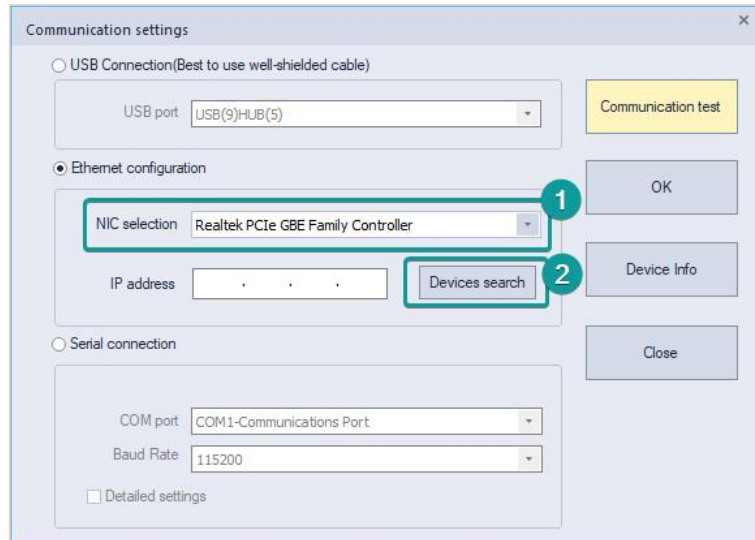 Communication settings
×
USB Connection(Best to use well-shielded cable)
USB port USB(9)HUB(5)
Communication test
Ethernet configuration
OK
1
NIC selection Realtek PCIe GBE Family Controller
IP address . . . Devices search
2
Device Info
Serial connection
Close
COM port COM1-Communications Port
Baud Rate 115200
Detailed settings